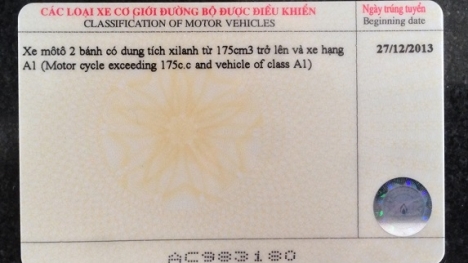 CÁC LOẠI XE CƠ GIỚI ĐƯỜNG BỘ ĐƯỢC ĐIỀU KHIỂN
CLASSIFICATION OF MOTOR VEHICLES
Ngày trúng tuyển
Beginning date
Xe môtô 2 bánh có dung tích xilanh từ 175cm3 trở lên và xe hạng
A1 (Motor cycle exceeding 175c.c and vehicle of class A1)
27/12/2013
AC983180